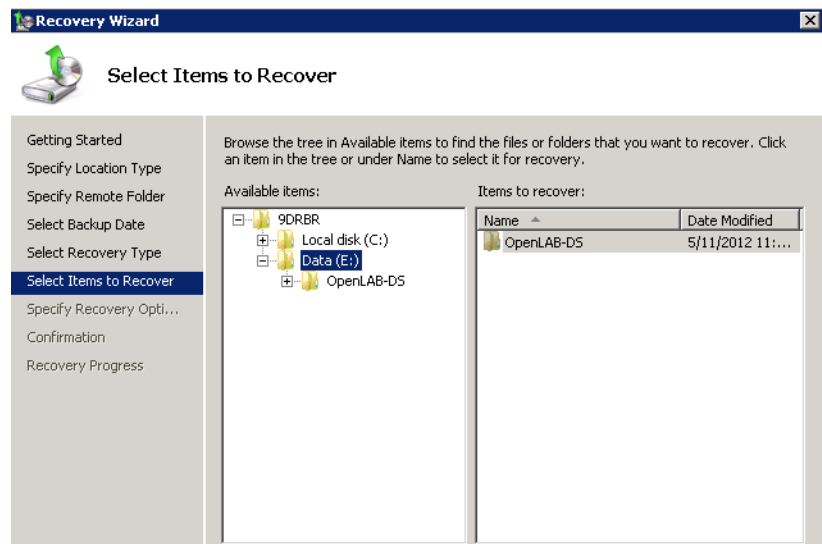 Recovery Wizard
Select Items to Recover
Getting Started
Specify Location Type
Specify Remote Folder
Select Backup Date
Select Recovery Type
Select Items to Recover
Specify Recovery Opti...
Confirmation
Recovery Progress
Browse the tree in Available items to find the files or folders that you want to recover. Click
an item in the tree or under Name to select it for recovery.
Available items:
9DRBR
Local disk (C:)
Data (E:)
OpenLAB-DS
Items to recover:
Name Date Modified
OpenLAB-DS 5/11/2012 11:...